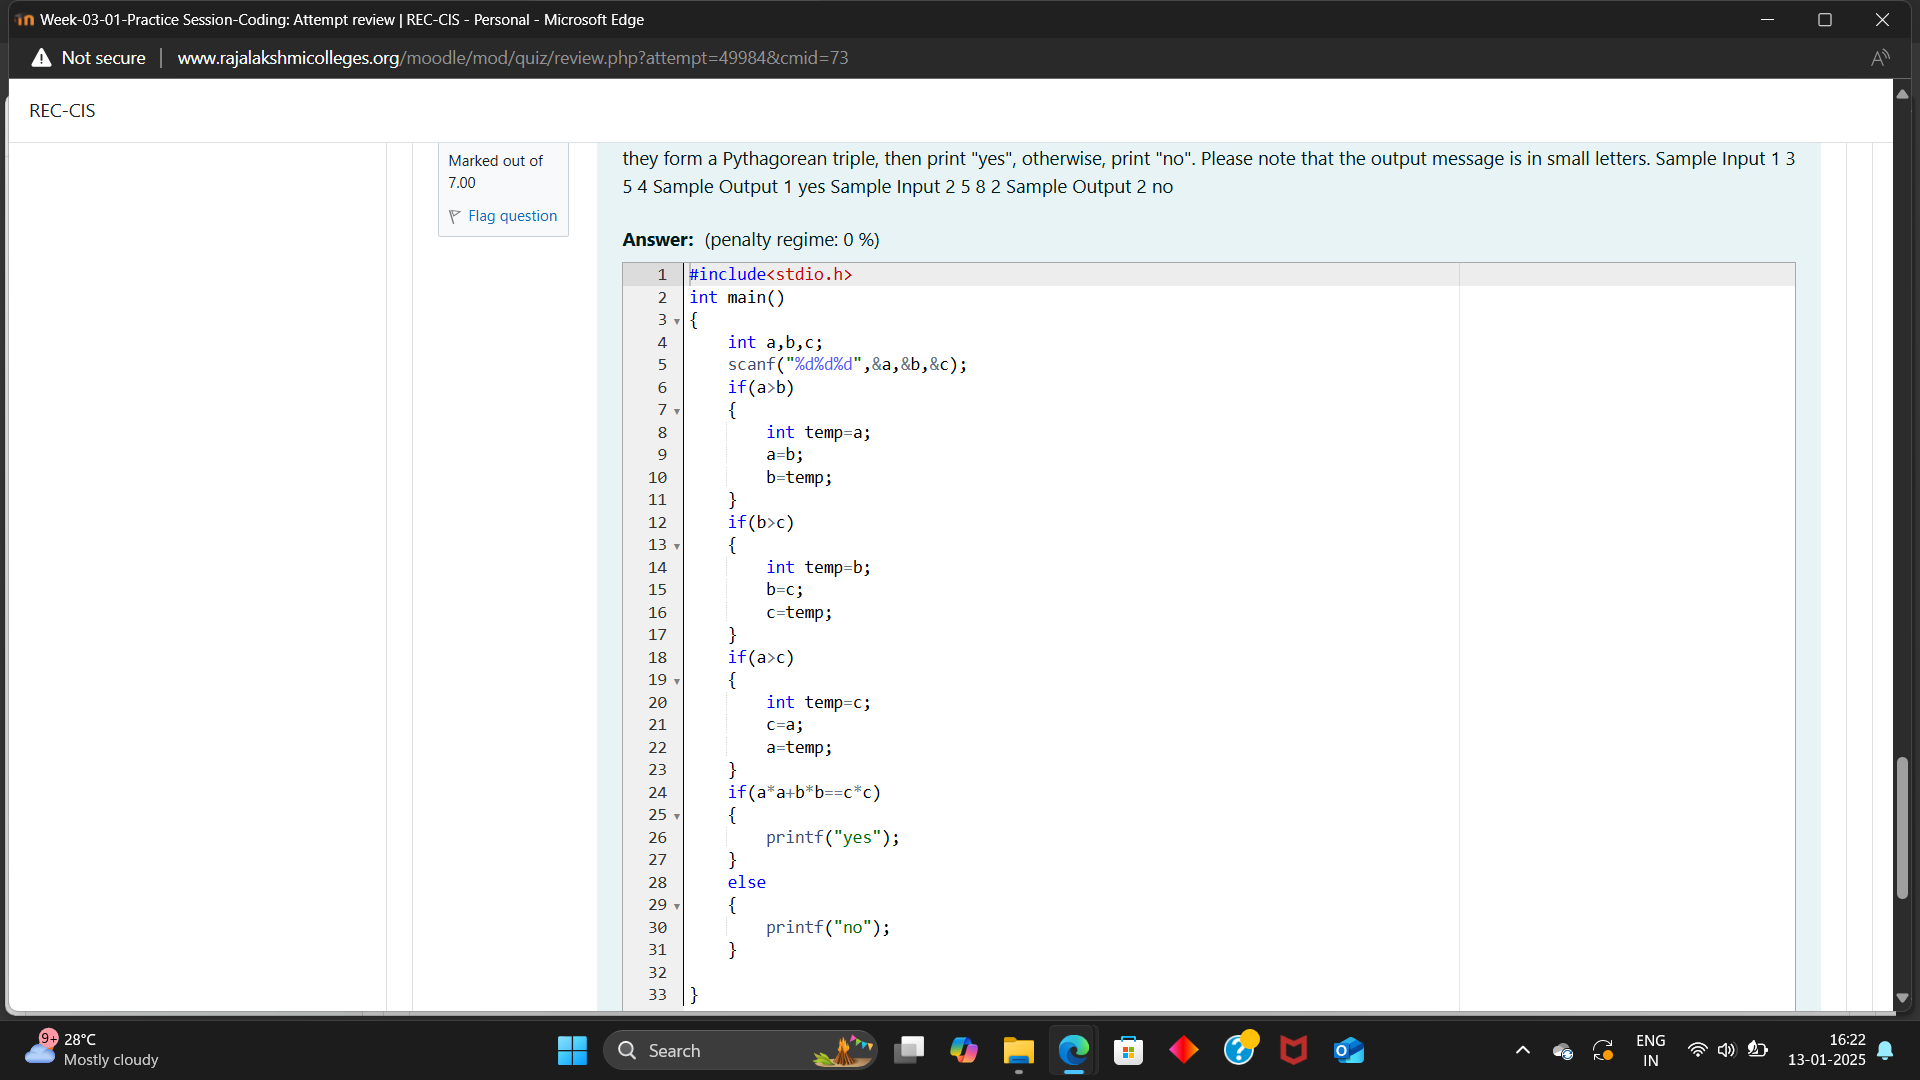 Week-03-01-Practice Session-Coding: Attempt review | REC-CIS - Personal - Microsoft Edge
Not secure | www.rajalakshmicolleges.org/moodle/mod/quiz/review.php?attempt=49984&cmid=73
REC-CIS
Marked out of
7.00
Flag question
they form a Pythagorean triple, then print "yes", otherwise, print "no". Please note that the output message is in small letters. Sample Input 1 3
5 4 Sample Output 1 yes Sample Input 2 5 8 2 Sample Output 2 no
Answer: (penalty regime: 0 %)
1 #include<stdio.h>
2 int main()
3 {
4 int a,b,c;
5 scanf("%d%d%d",&a,&b,&c);
6 if(a>b)
7 {
8 int temp=a;
9 a=b;
10 b=temp;
11 }
12 if(b>c)
13 {
14 int temp=b;
15 b=c;
16 c=temp;
17 }
18 if(a>c)
19 {
20 int temp=c;
21 c=a;
22 a=temp;
23 }
24 if(a*a+b*b==c*c)
25 {
26 printf("yes");
27 }
28 else
29 {
30 printf("no");
31 }
32
33 }
9+ 28°C
Mostly cloudy
Search
ENG
IN
16:22
13-01-2025